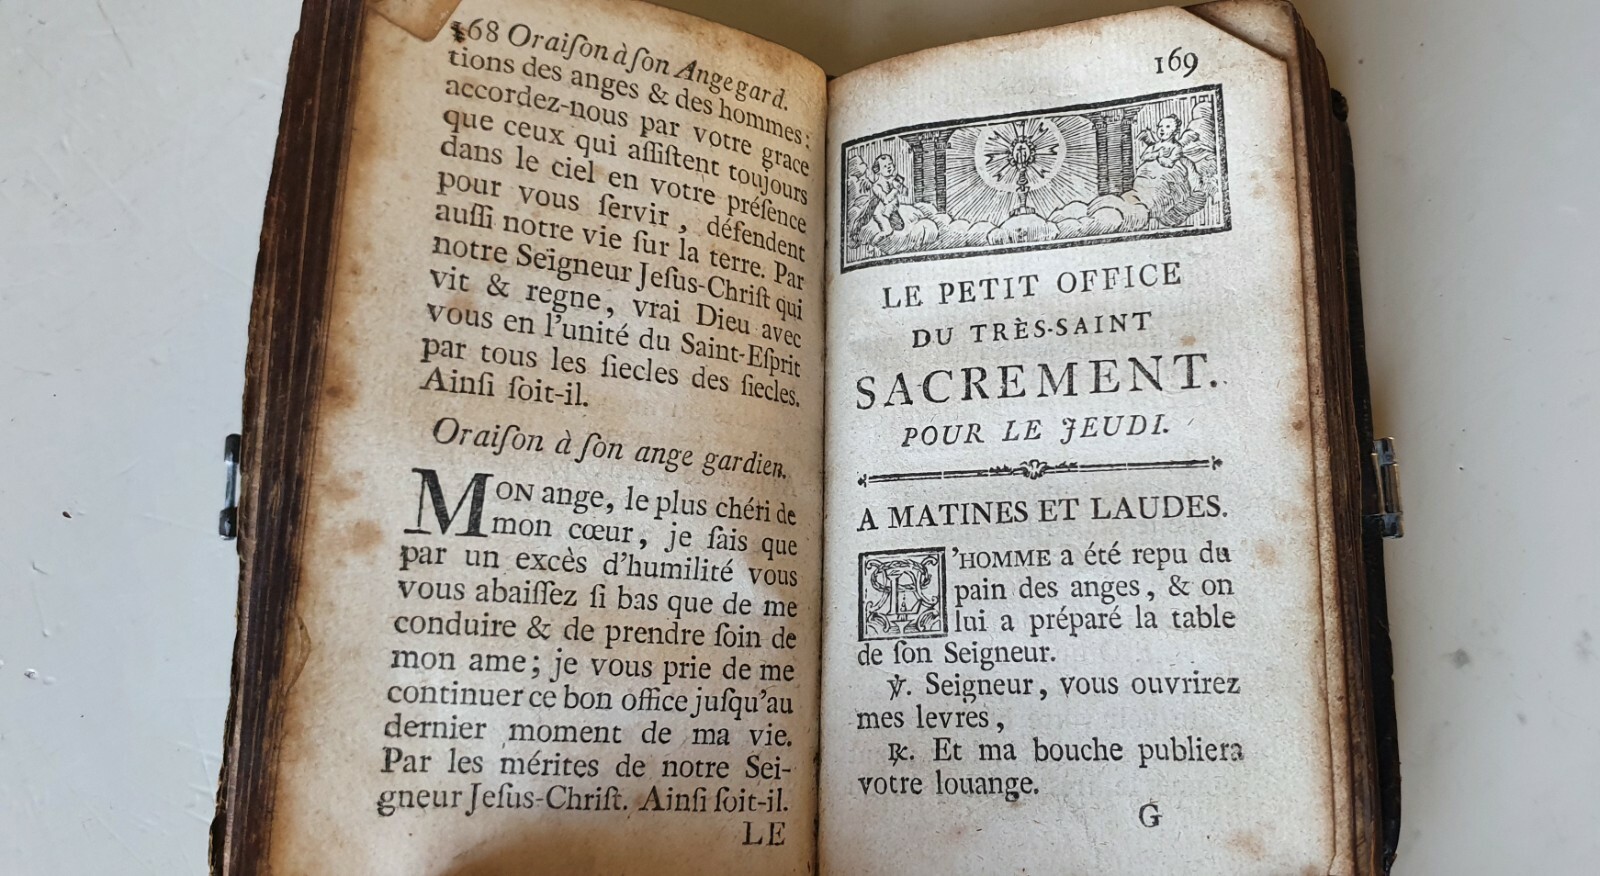 168 Oraiſon à ſon Ange gard.
tions des anges & des hommes:
accordez-nous par votre grace
que ceux qui aſſiſtent toujours
dans le ciel en votre préſence
pour vous ſervir, défendent
auſſi notre vie ſur la terre. Par
notre Seigneur Jeſus-Chriſt qui
vit & regne, vrai Dieu avec
vous en l'unité du Saint-Eſprit
par tous les ſiecles des ſiecles.
Ainſi ſoit-il.
Oraiſon à ſon ange gardien.
MON ange, le plus chéri de
mon cœur, je ſais que
par un excès d'humilité vous
vous abaiſſez ſi bas que de me
conduire & de prendre ſoin de
mon ame; je vous prie de me
continuer ce bon office juſqu'au
dernier moment de ma vie.
Par les mérites de notre Sei-
gneur Jeſus-Chriſt. Ainſi ſoit-il.
LE
169
LE PETIT OFFICE
DU TRÈS-SAINT
SACREMENT.
POUR LE JEUDI.
A MATINES ET LAUDES.
L'HOMME a été repu du
pain des anges, & on
lui a préparé la table
de ſon Seigneur.
℣. Seigneur, vous ouvrirez
mes levres,
℟. Et ma bouche publiera
votre louange.
G